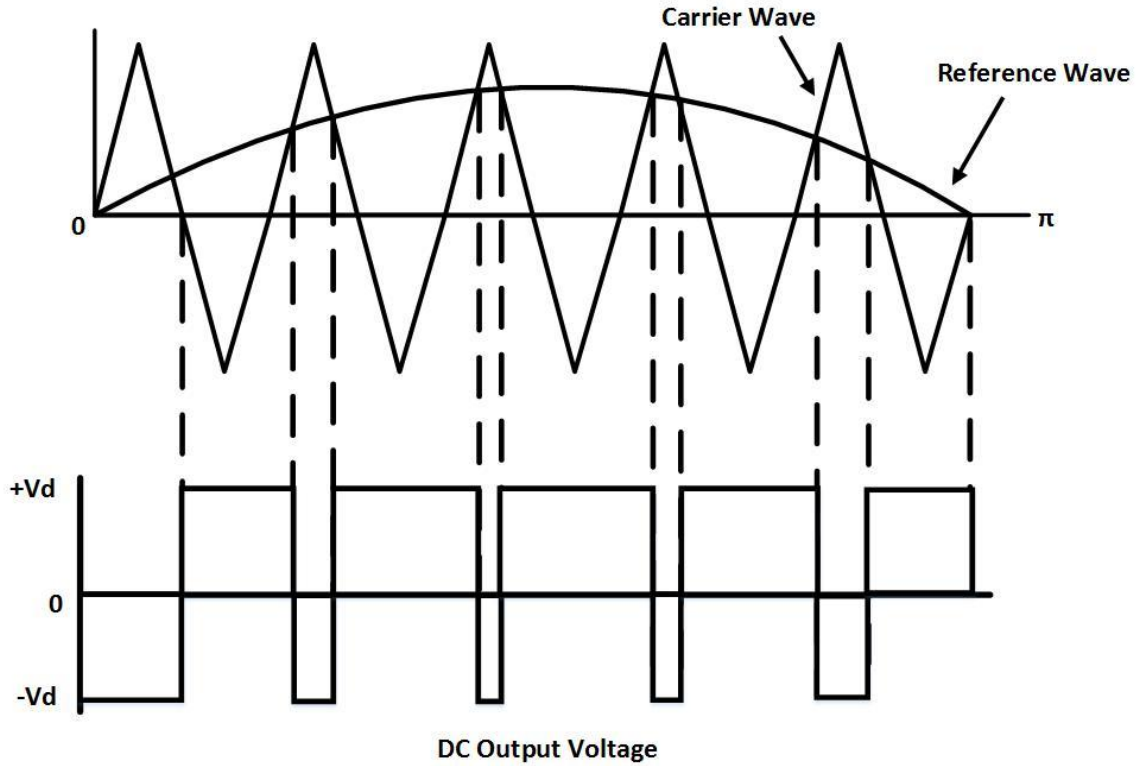 Carrier Wave
Reference Wave
0
π
+Vd
0
-Vd
DC Output Voltage